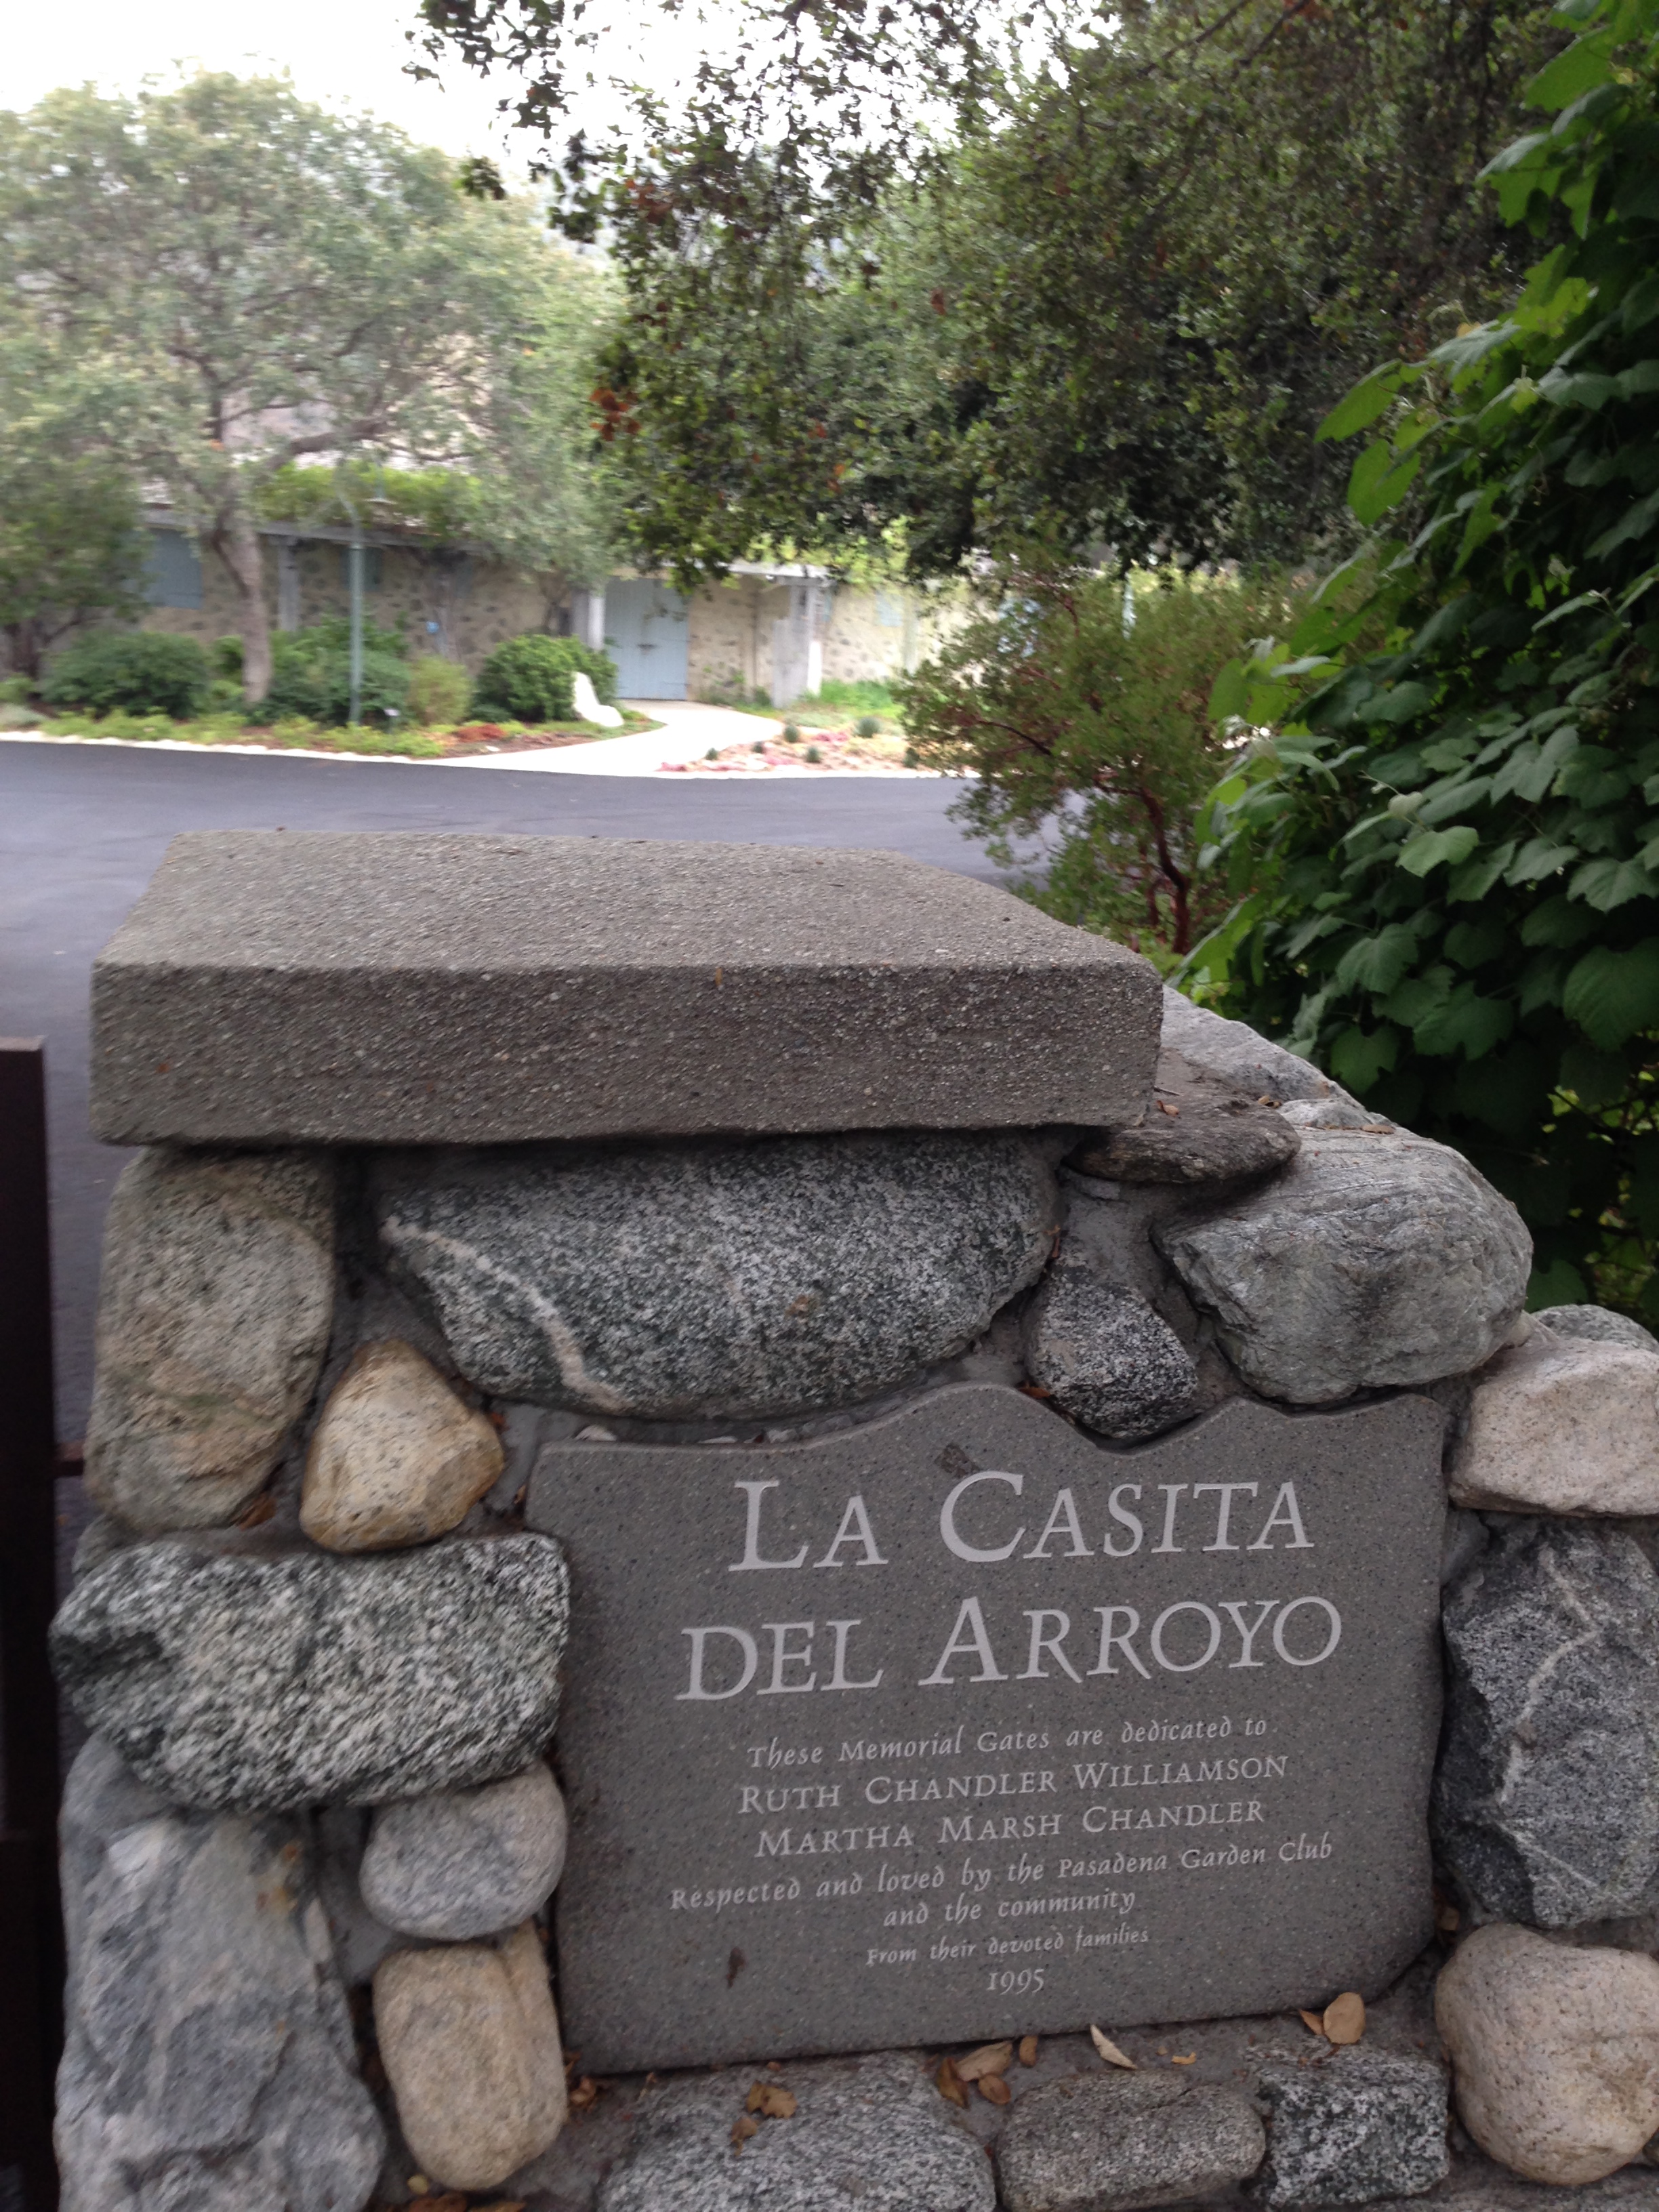 LA CASITA
DEL ARROYO
These Memorial Gates are dedicated to
RUTH CHANDLER WILLIAMSON
MARTHA MARSH CHANDLER
Respected and loved by the Pasadena Garden Club
and the community
From their devoted families
1995